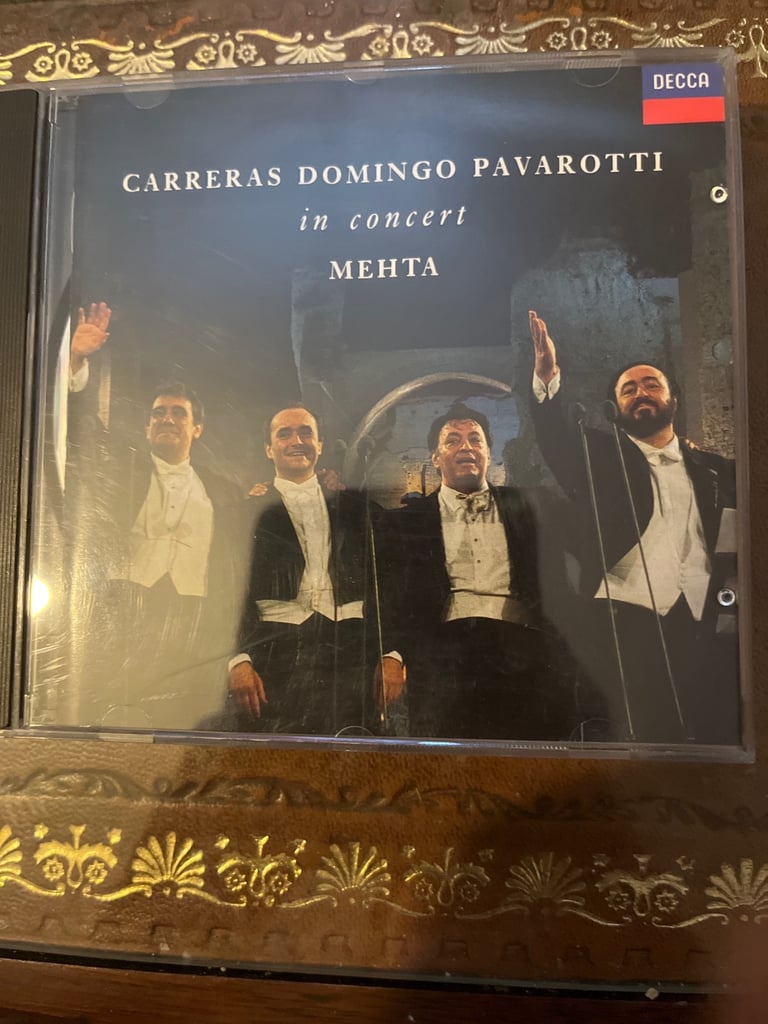 DECCA
CARRERAS DOMINGO PAVAROTTI
in concert
MEHTA